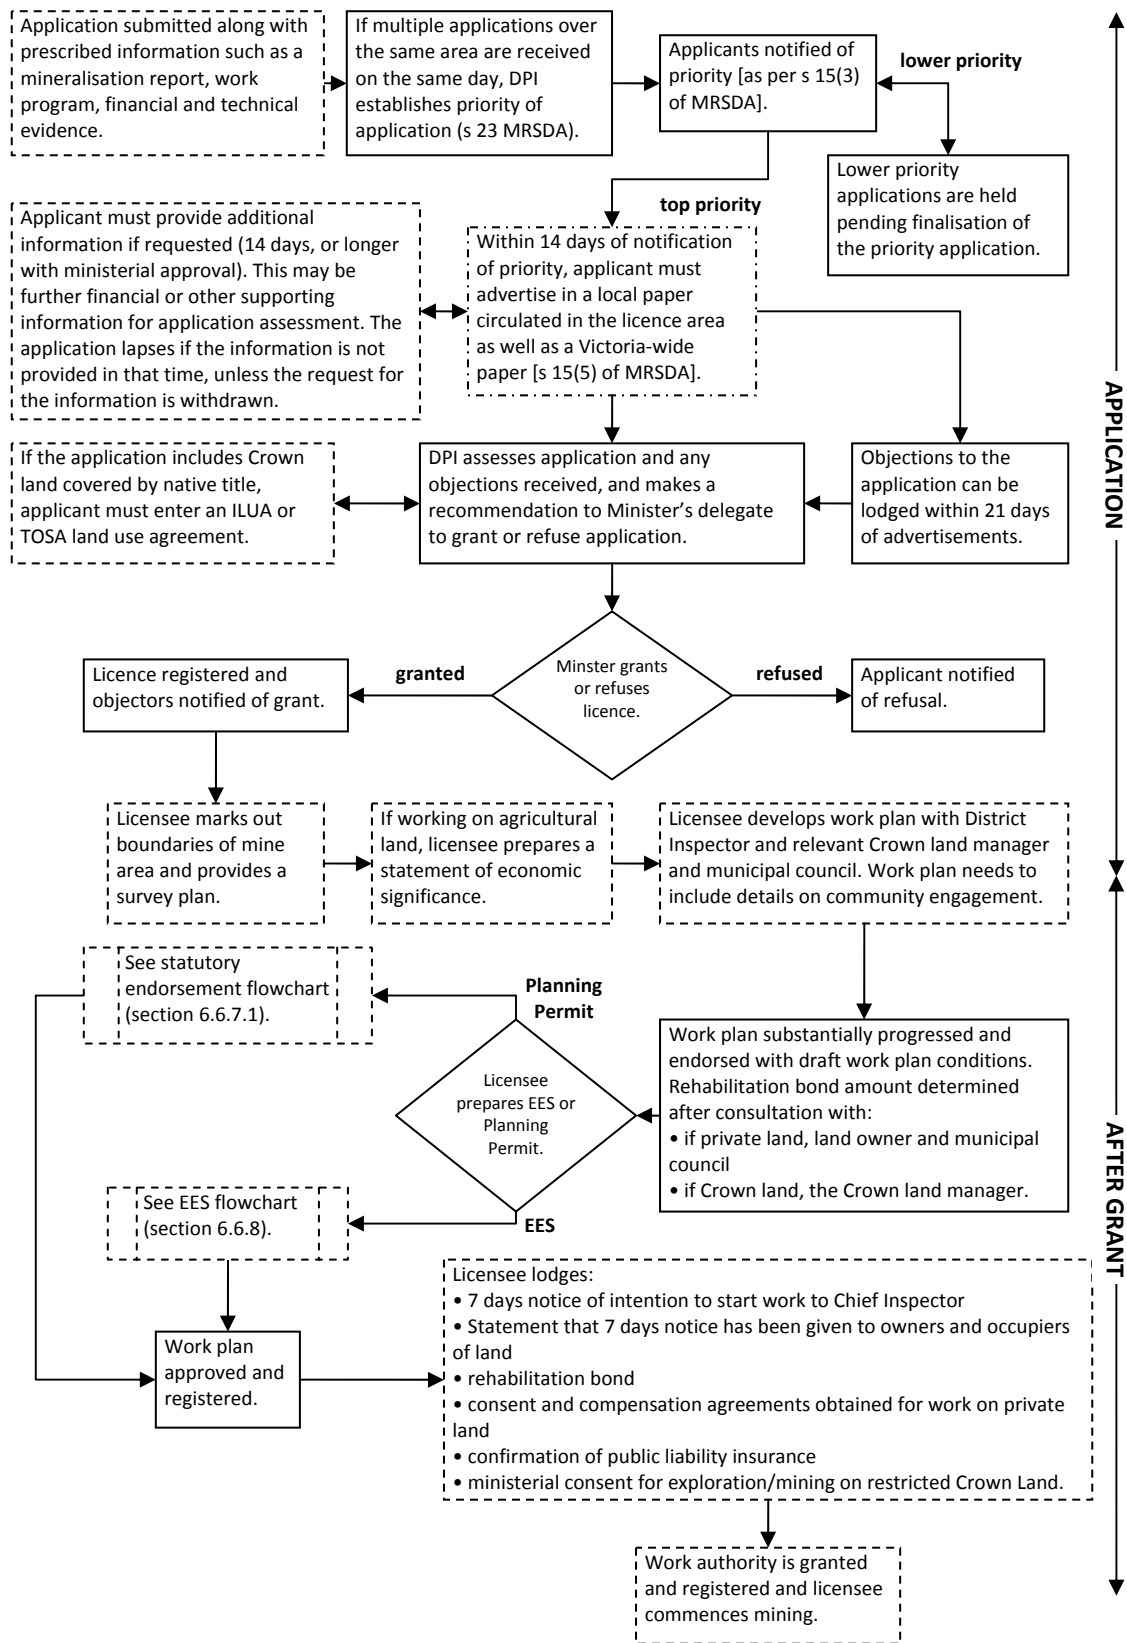 Application submitted along with
prescribed information such as a
mineralisation report, work
program, financial and technical
evidence.
If multiple applications over
the same area are received
on the same day, DPI
establishes priority of
application (s 23 MRSDA).
Applicants notified of
priority [as per s 15(3)
of MRSDA].
lower priority
Lower priority
applications are held
pending finalisation of
the priority application.
top priority
Applicant must provide additional
information if requested (14 days, or longer
with ministerial approval). This may be
further financial or other supporting
information for application assessment. The
application lapses if the information is not
provided in that time, unless the request for
the information is withdrawn.
Within 14 days of notification
of priority, applicant must
advertise in a local paper
circulated in the licence area
as well as a Victoria-wide
paper [s 15(5) of MRSDA].
If the application includes Crown
land covered by native title,
applicant must enter an ILUA or
TOSA land use agreement.
DPI assesses application and any
objections received, and makes a
recommendation to Minister's delegate
to grant or refuse application.
Objections to the
application can be
lodged within 21 days
of advertisements.
APPLICATION
Minster grants
or refuses
licence.
granted
refused
Licence registered and
objectors notified of grant.
Applicant notified
of refusal.
Licensee marks out
boundaries of mine
area and provides a
survey plan.
If working on agricultural
land, licensee prepares a
statement of economic
significance.
Licensee develops work plan with District
Inspector and relevant Crown land manager
and municipal council. Work plan needs to
include details on community engagement.
See statutory
endorsement flowchart
(section 6.6.7.1).
Planning
Permit
Licensee
prepares EES or
Planning
Permit.
Work plan substantially progressed and
endorsed with draft work plan conditions.
Rehabilitation bond amount determined
after consultation with:
• if private land, land owner and municipal
council
• if Crown land, the Crown land manager.
AFTER GRANT
See EES flowchart
(section 6.6.8).
EES
Work plan
approved and
registered.
Licensee lodges:
• 7 days notice of intention to start work to Chief Inspector
• Statement that 7 days notice has been given to owners and occupiers
of land
• rehabilitation bond
• consent and compensation agreements obtained for work on private
land
• confirmation of public liability insurance
• ministerial consent for exploration/mining on restricted Crown Land.
Work authority is granted
and registered and licensee
commences mining.